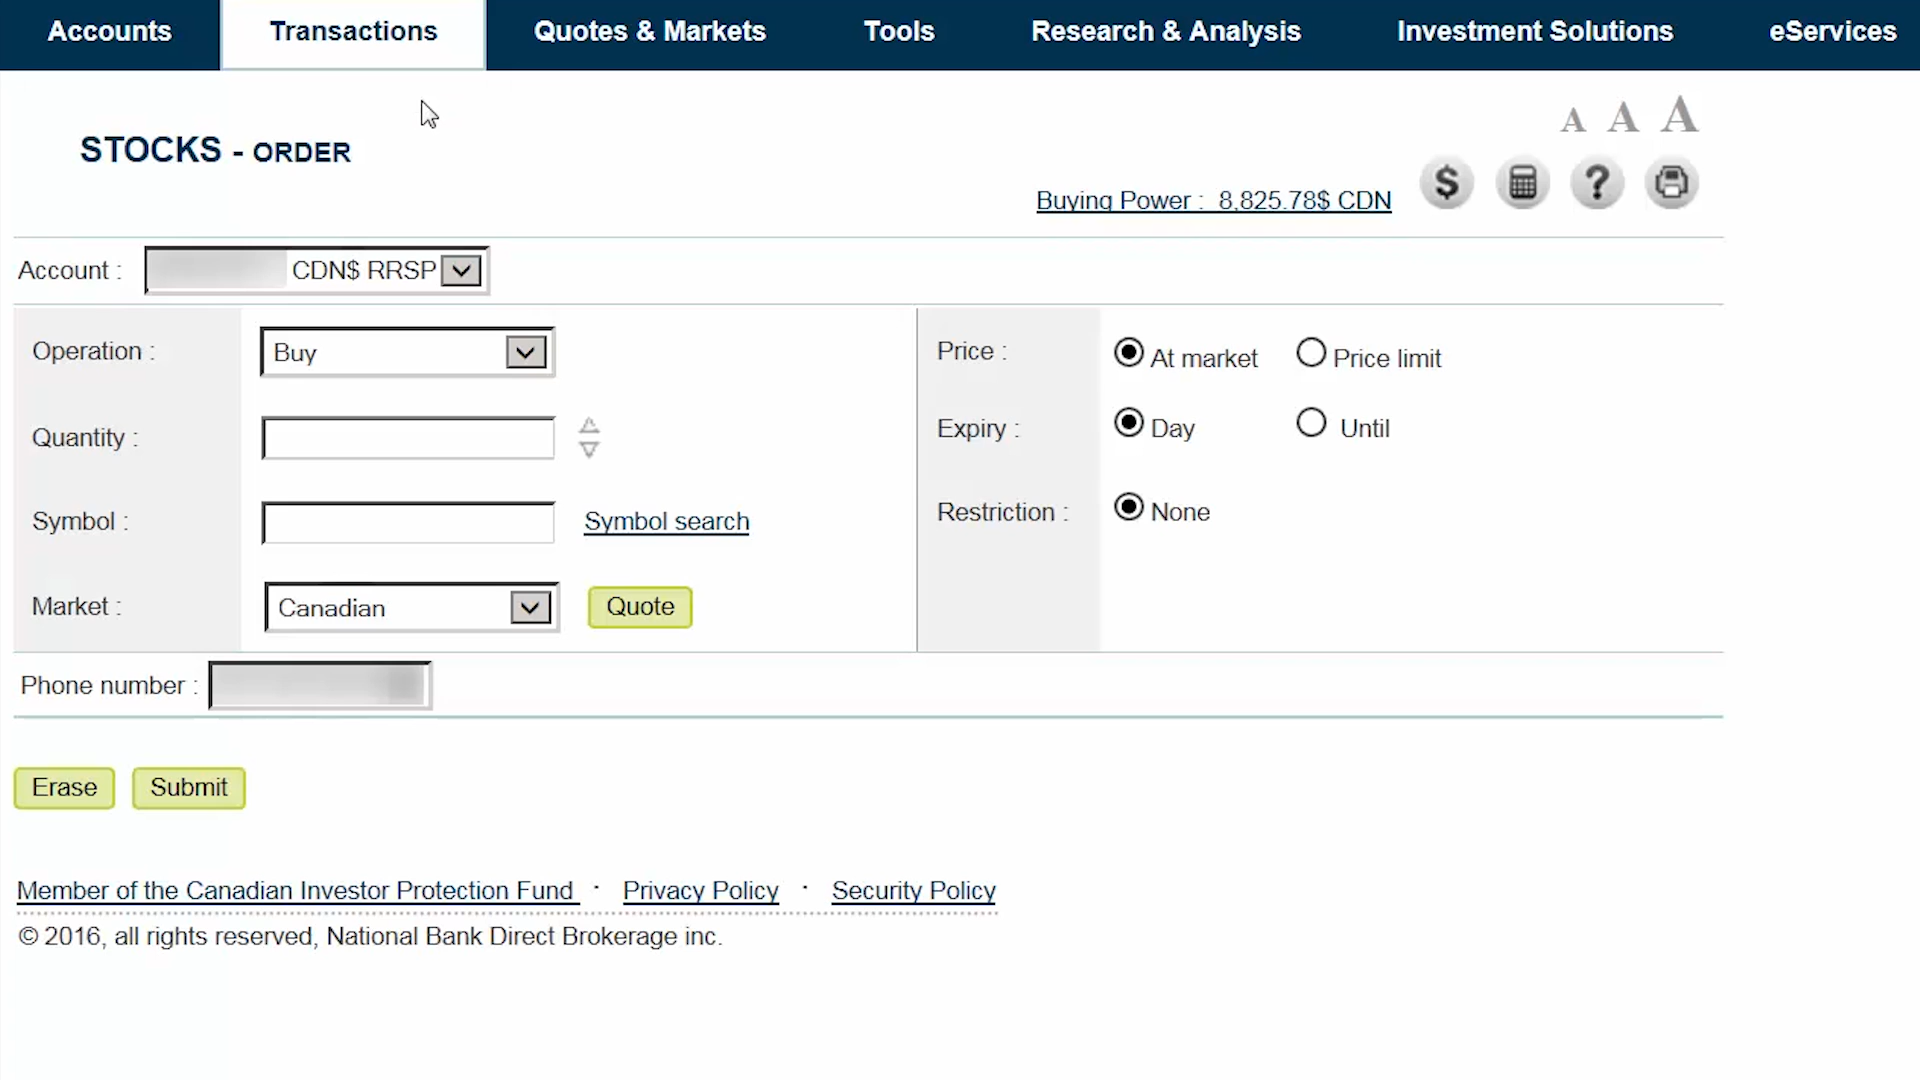 Accounts Transactions Quotes & Markets Tools Research & Analysis Investment Solutions eServices
A A A
STOCKS - ORDER
Buying Power : 8,825.78$ CDN $ ?
Account : CDN$ RRSP
Operation : Buy
Price : At market Price limit
Quantity :
Expiry : Day Until
Symbol : Symbol search
Restriction : None
Market : Canadian Quote
Phone number :
Erase Submit
Member of the Canadian Investor Protection Fund · Privacy Policy · Security Policy
© 2016, all rights reserved, National Bank Direct Brokerage inc.